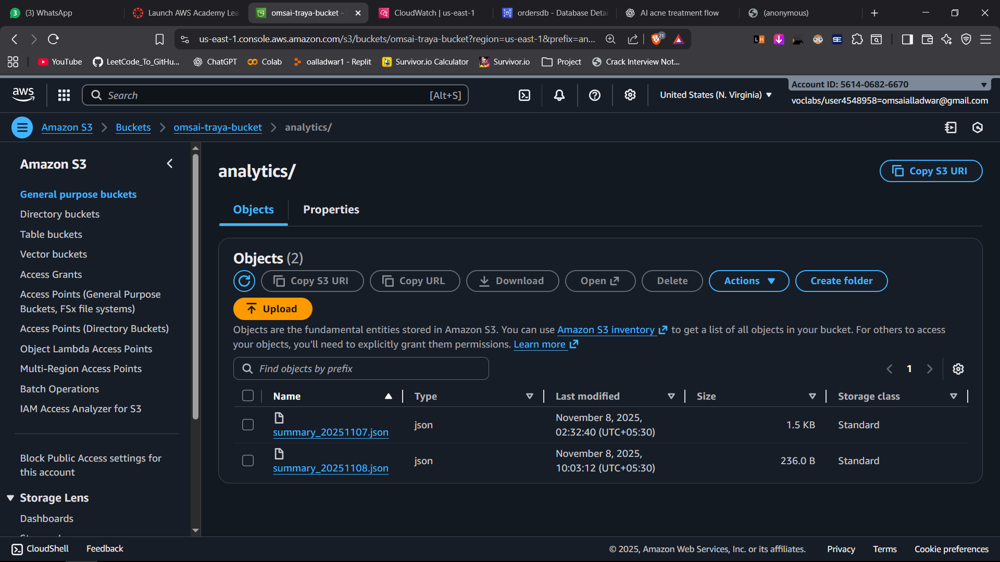 3 (3) WhatsApp
Launch AWS Academy Lea
omsai-traya-bucket - S
CloudWatch | us-east-1
ordersdb - Database Detai
AI acne treatment flow
(anonymous)
us-east-1.console.aws.amazon.com/s3/buckets/omsai-traya-bucket?region=us-east-1&prefix=an...
21
YouTube
LeetCode_To_GitHu...
ChatGPT
Colab
oalladwar1 - Replit
Survivor.io Calculator
Survivor.io
Project
Crack Interview Not...
aws
Search [Alt+S]
United States (N. Virginia)
Account ID: 5614-0682-6670
voclabs/user4548958=omsaialladwar@gmail.com
Amazon S3 > Buckets > omsai-traya-bucket > analytics/
Amazon S3
General purpose buckets
Directory buckets
Table buckets
Vector buckets
Access Grants
Access Points (General Purpose
Buckets, FSx file systems)
Access Points (Directory Buckets)
Object Lambda Access Points
Multi-Region Access Points
Batch Operations
IAM Access Analyzer for S3
Block Public Access settings for
this account
Storage Lens
Dashboards
analytics/
Copy S3 URI
Objects
Properties
Objects (2)
Copy S3 URI
Copy URL
Download
Open
Delete
Actions
Create folder
Upload
Objects are the fundamental entities stored in Amazon S3. You can use Amazon S3 inventory to get a list of all objects in your bucket. For others to access
your objects, you'll need to explicitly grant them permissions. Learn more
Find objects by prefix
1
Name Type Last modified Size Storage class
summary_20251107.json json November 8, 2025, 02:32:40 (UTC+05:30) 1.5 KB Standard
summary_20251108.json json November 8, 2025, 10:03:12 (UTC+05:30) 236.0 B Standard
CloudShell
Feedback
© 2025, Amazon Web Services, Inc. or its affiliates.
Privacy
Terms
Cookie preferences